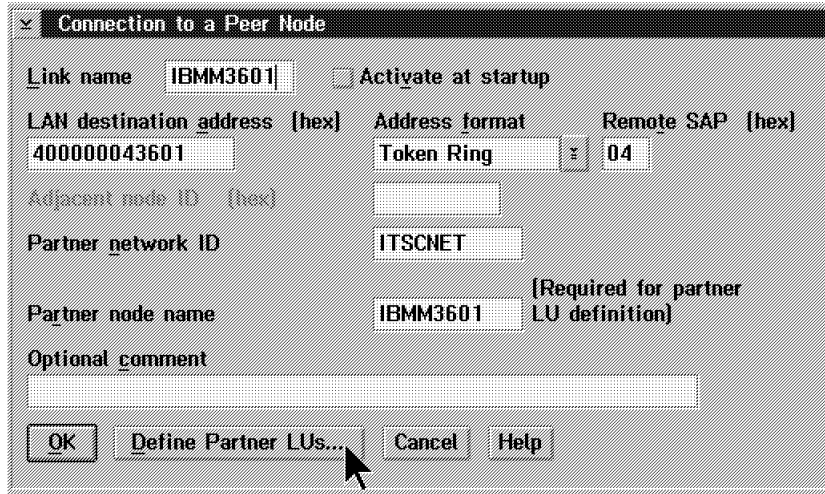 Connection to a Peer Node
Link name IBMM3601 Activate at startup
LAN destination address (hex) Address format Remote SAP (hex)
400000043601 Token Ring 04
Adjacent node ID (hex)
Partner network ID ITSCNET
(Required for partner
Partner node name IBMM3601 LU definition)
Optional comment
OK Define Partner LUs... Cancel Help